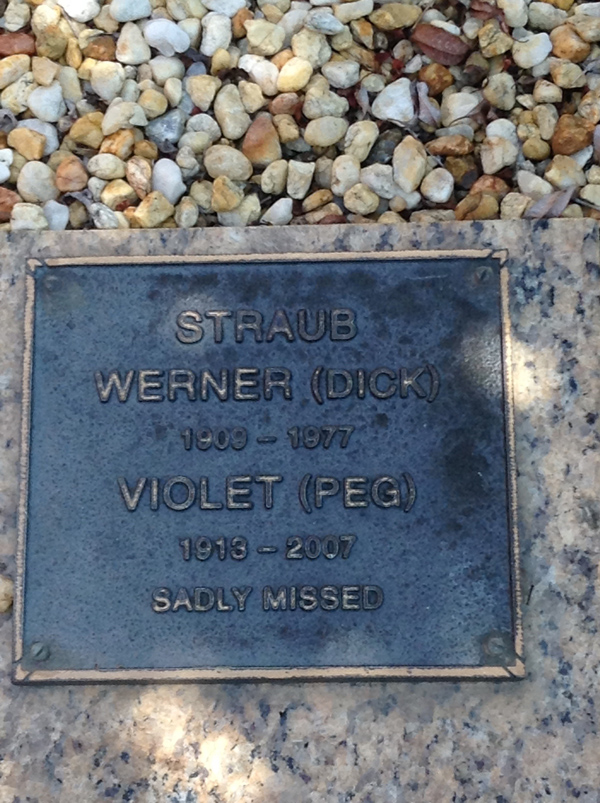 STRAUB
WERNER (DICK)
1909 – 1977
VIOLET (PEG)
1913 – 2007
SADLY MISSED